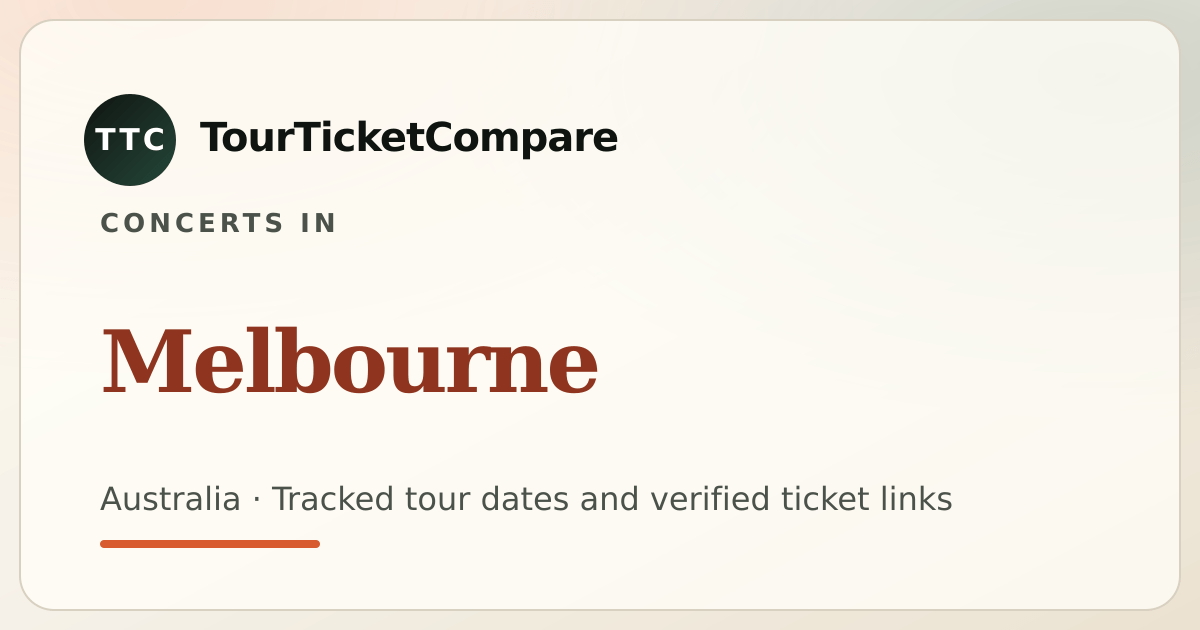 TTC TourTicketCompare
CONCERTS IN
Melbourne
Australia · Tracked tour dates and verified ticket links